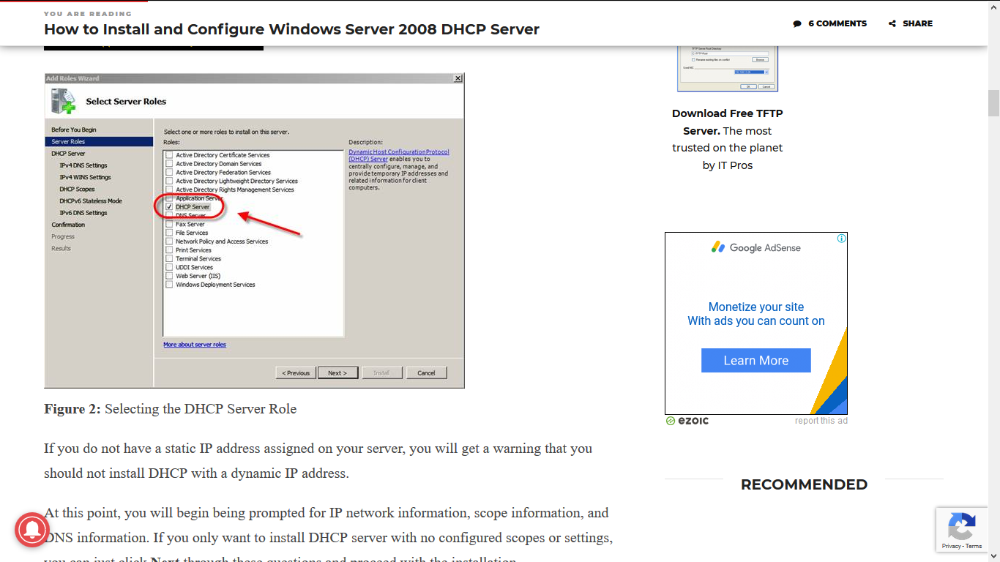 YOU ARE READING
How to Install and Configure Windows Server 2008 DHCP Server
6 COMMENTS
SHARE
Add Roles Wizard
Select Server Roles
Before You Begin
Server Roles
DHCP Server
IPv4 DNS Settings
IPv4 WINS Settings
DHCP Scopes
DHCPv6 Stateless Mode
IPv6 DNS Settings
Confirmation
Progress
Results
Select one or more roles to install on this server.
Roles:
Active Directory Certificate Services
Active Directory Domain Services
Active Directory Federation Services
Active Directory Lightweight Directory Services
Active Directory Rights Management Services
Application Server
DHCP Server
DNS Server
Fax Server
File Services
Network Policy and Access Services
Print Services
Terminal Services
UDDI Services
Web Server (IIS)
Windows Deployment Services
More about server roles
Description:
Dynamic Host Configuration Protocol
(DHCP) Server enables you to
centrally configure, manage, and
provide temporary IP addresses and
related information for client
computers.
< Previous
Next >
Install
Cancel
Figure 2: Selecting the DHCP Server Role
If you do not have a static IP address assigned on your server, you will get a warning that you
should not install DHCP with a dynamic IP address.
At this point, you will begin being prompted for IP network information, scope information, and
DNS information. If you only want to install DHCP server with no configured scopes or settings,
you can just click Next through these questions and proceed with the installation.
TFTP Server Root Directory:
Browse
OK
Cancel
Download Free TFTP
Server. The most
trusted on the planet
by IT Pros
Google AdSense
Monetize your site
With ads you can count on
Learn More
ezoic
report this ad
RECOMMENDED
Privacy - Terms